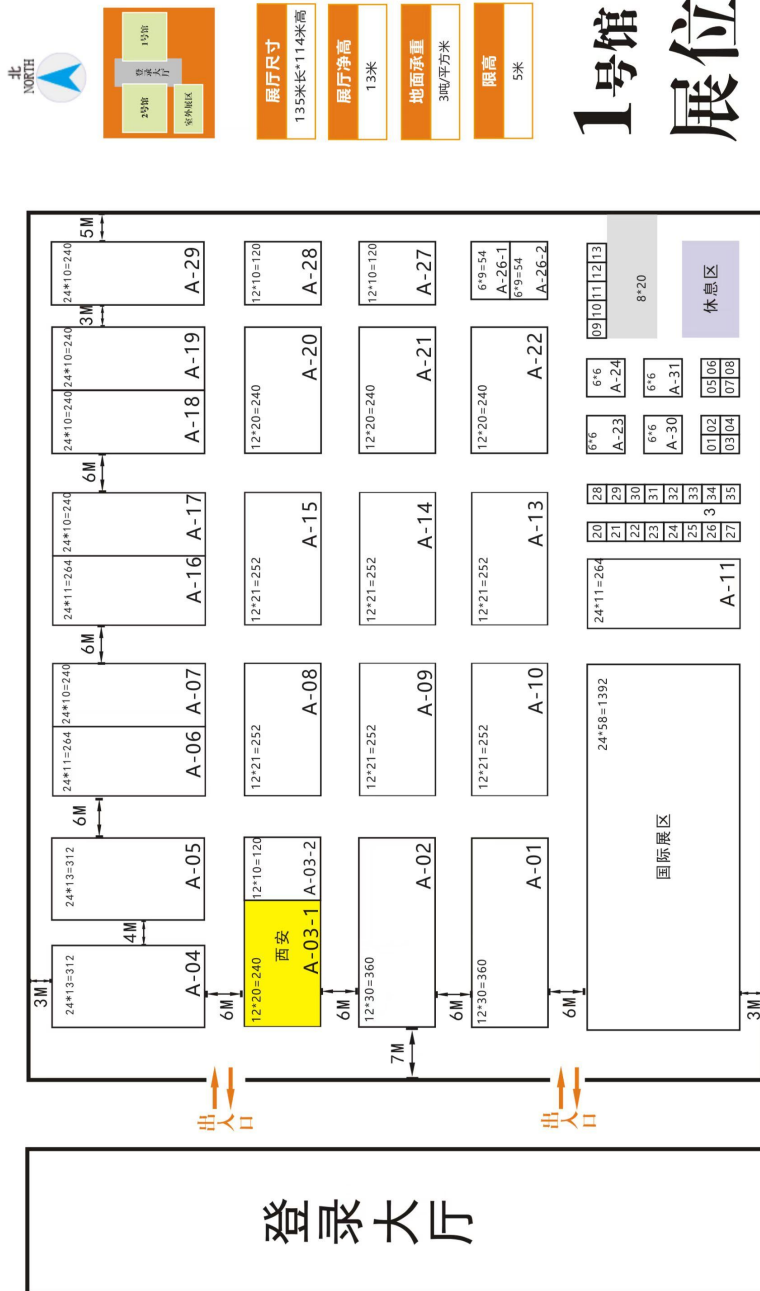 1号馆
展位
北
NORTH
1号馆
登录大厅
2号馆
室外展区
展厅尺寸
135米长*114米高
展厅净高
13米
地面承重
3吨/平方米
限高
5米
3M
24*13=312
A-04
4M
24*13=312
A-05
6M
24*11=264
A-06
24*10=240
A-07
6M
24*11=264
A-16
24*10=240
A-17
6M
24*10=240
A-18
24*10=240
A-19
3M
24*10=240
A-29
5M
6M
12*20=240
西安
A-03-1
12*10=120
A-03-2
12*21=252
A-08
12*21=252
A-15
12*20=240
A-20
12*10=120
A-28
6M
12*30=360
A-02
12*21=252
A-09
12*21=252
A-14
12*20=240
A-21
12*10=120
A-27
7M
6M
12*30=360
A-01
12*21=252
A-10
12*21=252
A-13
12*20=240
A-22
6*9=54
A-26-1
6*9=54
A-26-2
6M
24*58=1392
国际展区
24*11=264
A-11
20 21 22 23 24 25 26 27
3
28 29 30 31 32 33 34 35
6*6
A-23
6*6
A-24
6*6
A-30
6*6
A-31
01 02
03 04
05 06
07 08
09 10 11 12 13
8*20
休息区
3M
出入口
出入口
登录大厅